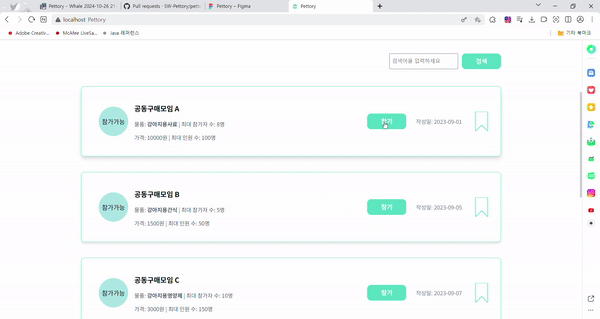 Pettory - Whale 2024-10-26 2
Pull requests · SW-Pettory/pett
Pettory – Figma
Pettory
localhost Pettory
Adobe Creativ...
McAfee LiveSa...
Java 레퍼런스
기타 북마크
검색어을 입력하세요
검색
참가가능
공동구매모임 A
물품: 강아지용사료 | 최대 참가자 수: 8명
가격: 10000원 | 최대 인원 수: 100명
참가
작성일: 2023-09-01
참가가능
공동구매모임 B
물품: 강아지용간식 | 최대 참가자 수: 5명
가격: 1500원 | 최대 인원 수: 50명
참가
작성일: 2023-09-05
참가가능
공동구매모임 C
물품: 강아지용영양제 | 최대 참가자 수: 10명
가격: 3000원 | 최대 인원 수: 150명
참가
작성일: 2023-09-07